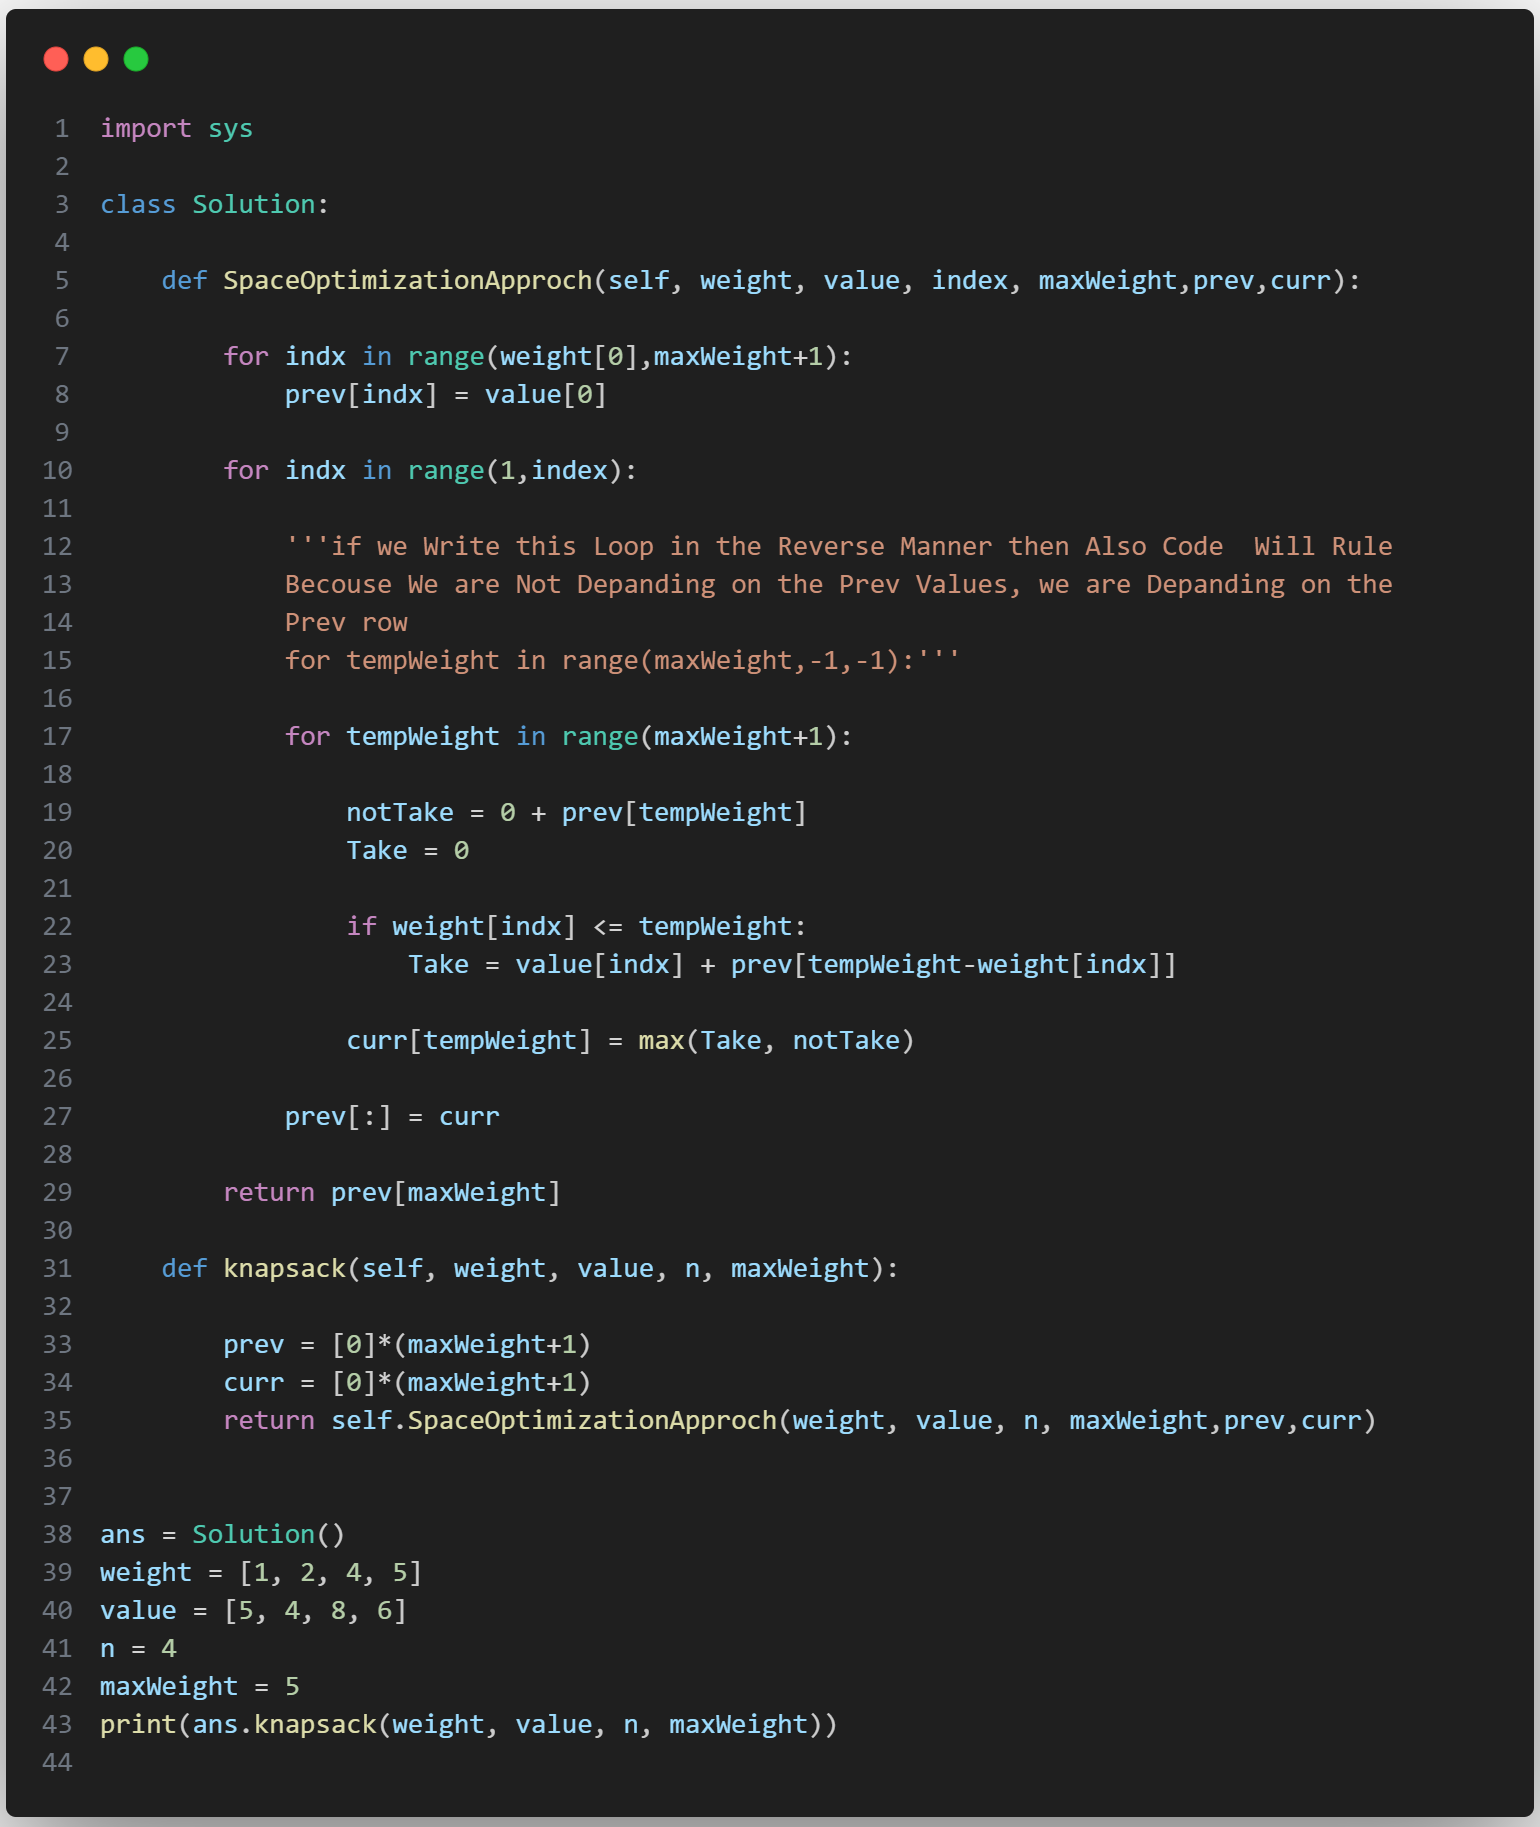 1 import sys
2
3 class Solution:
4
5     def SpaceOptimizationApproch(self, weight, value, index, maxWeight,prev,curr):
6
7         for indx in range(weight[0],maxWeight+1):
8             prev[indx] = value[0]
9
10         for indx in range(1,index):
11
12             '''if we Write this Loop in the Reverse Manner then Also Code  Will Rule
13             Becouse We are Not Depanding on the Prev Values, we are Depanding on the
14             Prev row
15             for tempWeight in range(maxWeight,-1,-1):'''
16
17             for tempWeight in range(maxWeight+1):
18
19                 notTake = 0 + prev[tempWeight]
20                 Take = 0
21
22                 if weight[indx] <= tempWeight:
23                     Take = value[indx] + prev[tempWeight-weight[indx]]
24
25                 curr[tempWeight] = max(Take, notTake)
26
27             prev[:] = curr
28
29         return prev[maxWeight]
30
31     def knapsack(self, weight, value, n, maxWeight):
32
33         prev = [0]*(maxWeight+1)
34         curr = [0]*(maxWeight+1)
35         return self.SpaceOptimizationApproch(weight, value, n, maxWeight,prev,curr)
36
37
38 ans = Solution()
39 weight = [1, 2, 4, 5]
40 value = [5, 4, 8, 6]
41 n = 4
42 maxWeight = 5
43 print(ans.knapsack(weight, value, n, maxWeight))
44